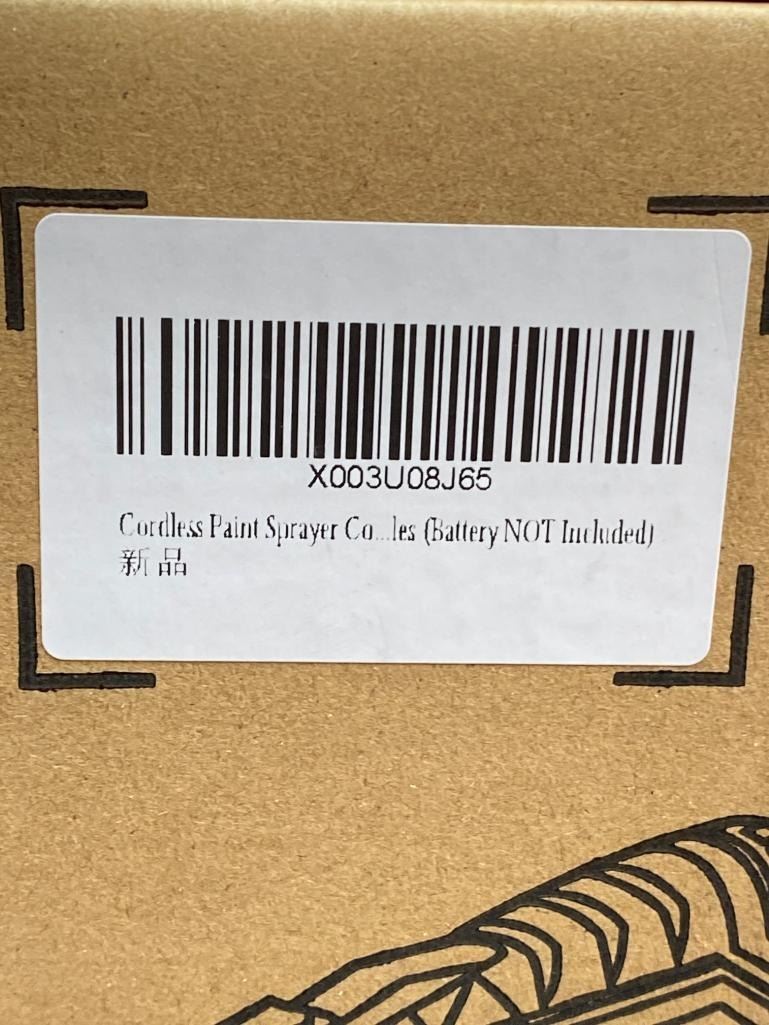 X003U08J65
Cordless Paint Sprayer Co...les (Battery NOT Included)
新品